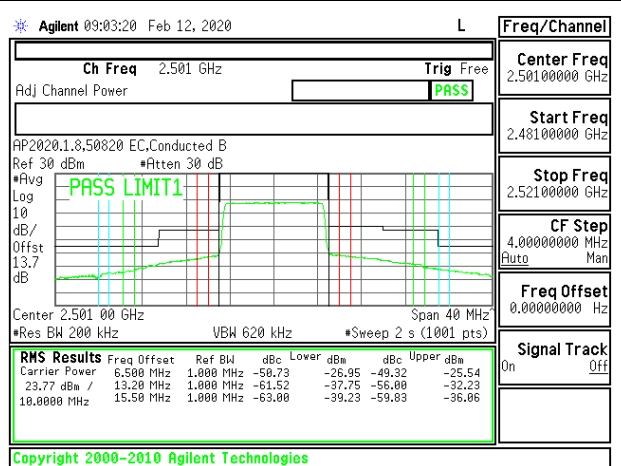 Agilent 09:03:20 Feb 12, 2020 L
Freq/Channel
Ch Freq 2.501 GHz Trig Free
Adj Channel Power PASS
AP2020.1.8,50820 EC,Conducted B
Ref 30 dBm #Atten 30 dB
#Avg
Log
10
dB/
Offst
13.7
dB
PASS LIMIT1
Center 2.501 00 GHz Span 40 MHz^
#Res BW 200 kHz VBW 620 kHz #Sweep 2 s (1001 pts)
RMS Results Freq Offset Ref BW dBc Lower dBm dBc Upper dBm
Carrier Power 6.500 MHz 1.000 MHz -50.73 -26.95 -49.32 -25.54
23.77 dBm / 13.20 MHz 1.000 MHz -61.52 -37.75 -56.00 -32.23
10.0000 MHz 15.50 MHz 1.000 MHz -63.00 -39.23 -59.83 -36.06
Center Freq
2.50100000 GHz
Start Freq
2.48100000 GHz
Stop Freq
2.52100000 GHz
CF Step
4.00000000 MHz
Auto Man
Freq Offset
0.00000000 Hz
Signal Track
On Off
Copyright 2000-2010 Agilent Technologies